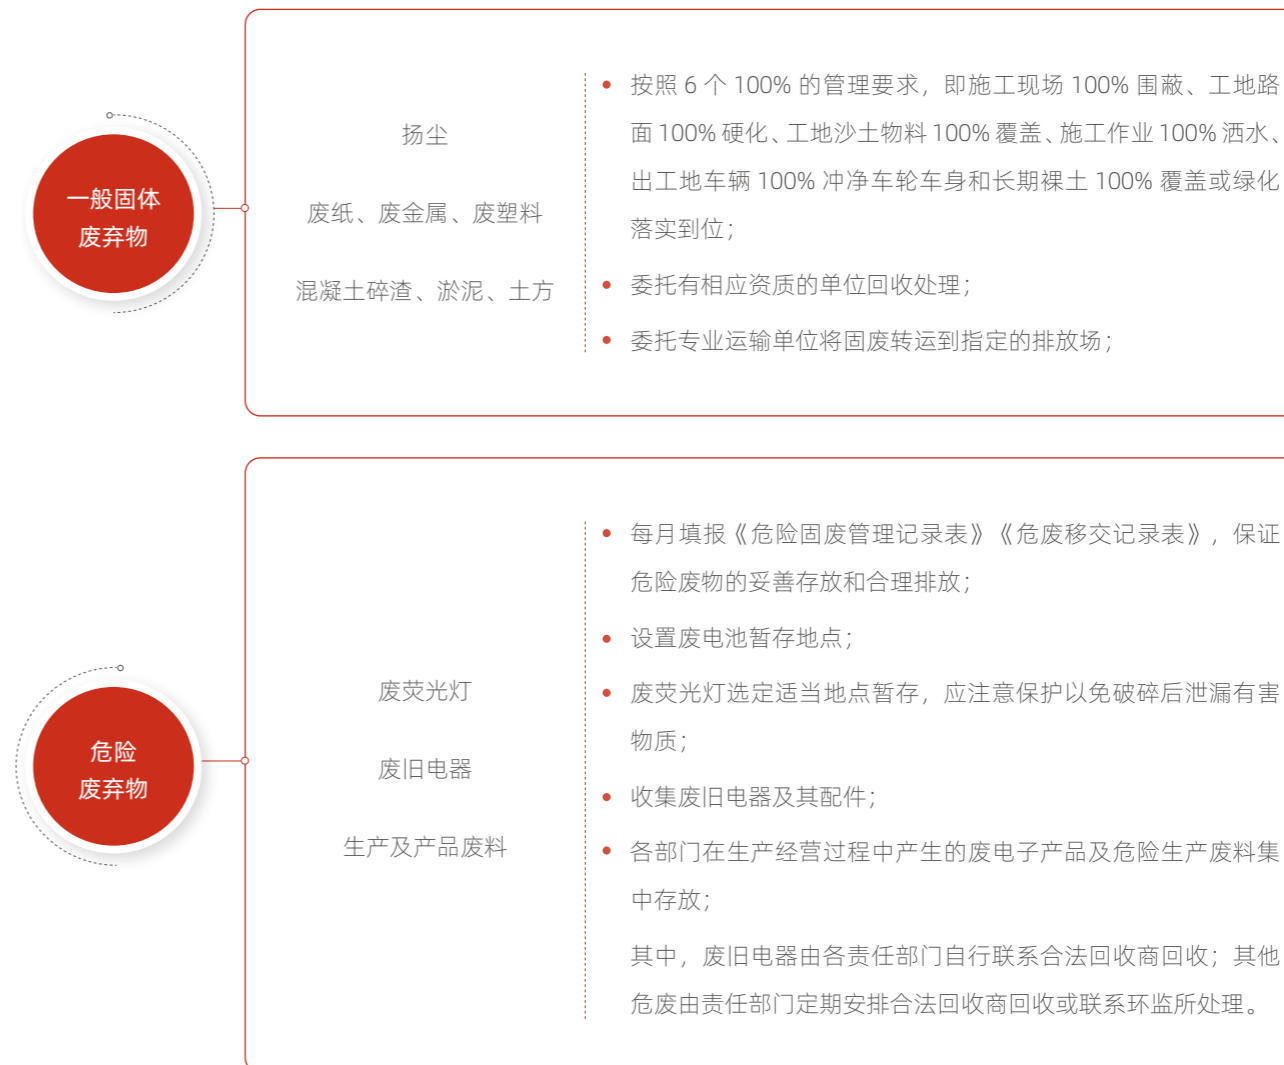 一般固体
废弃物
扬尘
废纸、废金属、废塑料
混凝土碎渣、淤泥、土方
• 按照 6 个 100% 的管理要求，即施工现场 100% 围蔽、工地路
面 100% 硬化、工地沙土物料 100% 覆盖、施工作业 100% 洒水、
出工地车辆 100% 冲净车轮车身和长期裸土 100% 覆盖或绿化
落实到位；
• 委托有相应资质的单位回收处理；
• 委托专业运输单位将固废转运到指定的排放场；
危险
废弃物
废荧光灯
废旧电器
生产及产品废料
• 每月填报《危险固废管理记录表》《危废移交记录表》，保证
危险废物的妥善存放和合理排放；
• 设置废电池暂存地点；
• 废荧光灯选定适当地点暂存，应注意保护以免破碎后泄漏有害
物质；
• 收集废旧电器及其配件；
• 各部门在生产经营过程中产生的废电子产品及危险生产废料集
中存放；
其中，废旧电器由各责任部门自行联系合法回收商回收；其他
危废由责任部门定期安排合法回收商回收或联系环监所处理。